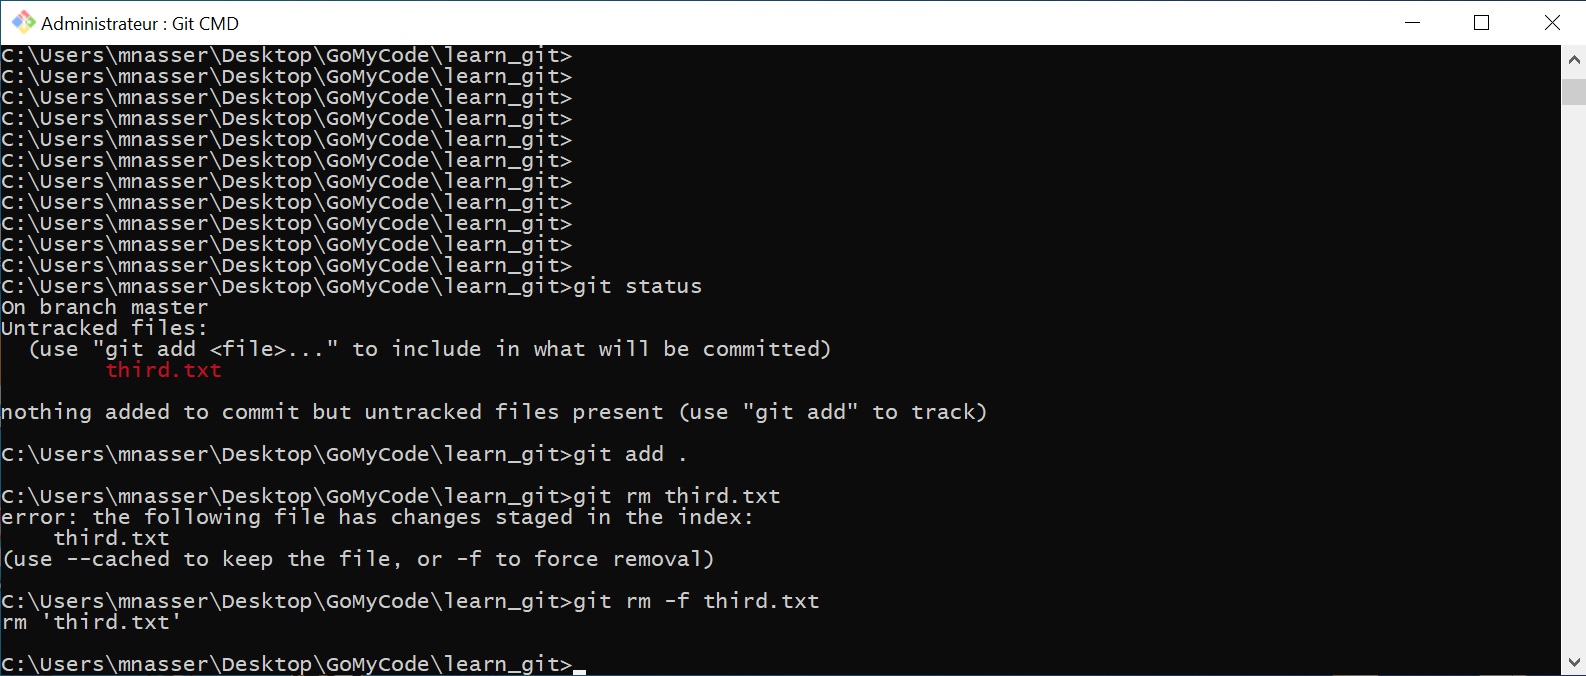 Administrateur : Git CMD
C:\Users\mnasser\Desktop\GoMyCode\learn_git>
C:\Users\mnasser\Desktop\GoMyCode\learn_git>
C:\Users\mnasser\Desktop\GoMyCode\learn_git>
C:\Users\mnasser\Desktop\GoMyCode\learn_git>
C:\Users\mnasser\Desktop\GoMyCode\learn_git>
C:\Users\mnasser\Desktop\GoMyCode\learn_git>
C:\Users\mnasser\Desktop\GoMyCode\learn_git>
C:\Users\mnasser\Desktop\GoMyCode\learn_git>
C:\Users\mnasser\Desktop\GoMyCode\learn_git>
C:\Users\mnasser\Desktop\GoMyCode\learn_git>
C:\Users\mnasser\Desktop\GoMyCode\learn_git>
C:\Users\mnasser\Desktop\GoMyCode\learn_git>git status
On branch master
Untracked files:
  (use "git add <file>..." to include in what will be committed)
        third.txt
nothing added to commit but untracked files present (use "git add" to track)
C:\Users\mnasser\Desktop\GoMyCode\learn_git>git add .
C:\Users\mnasser\Desktop\GoMyCode\learn_git>git rm third.txt
error: the following file has changes staged in the index:
    third.txt
(use --cached to keep the file, or -f to force removal)
C:\Users\mnasser\Desktop\GoMyCode\learn_git>git rm -f third.txt
rm 'third.txt'
C:\Users\mnasser\Desktop\GoMyCode\learn_git>